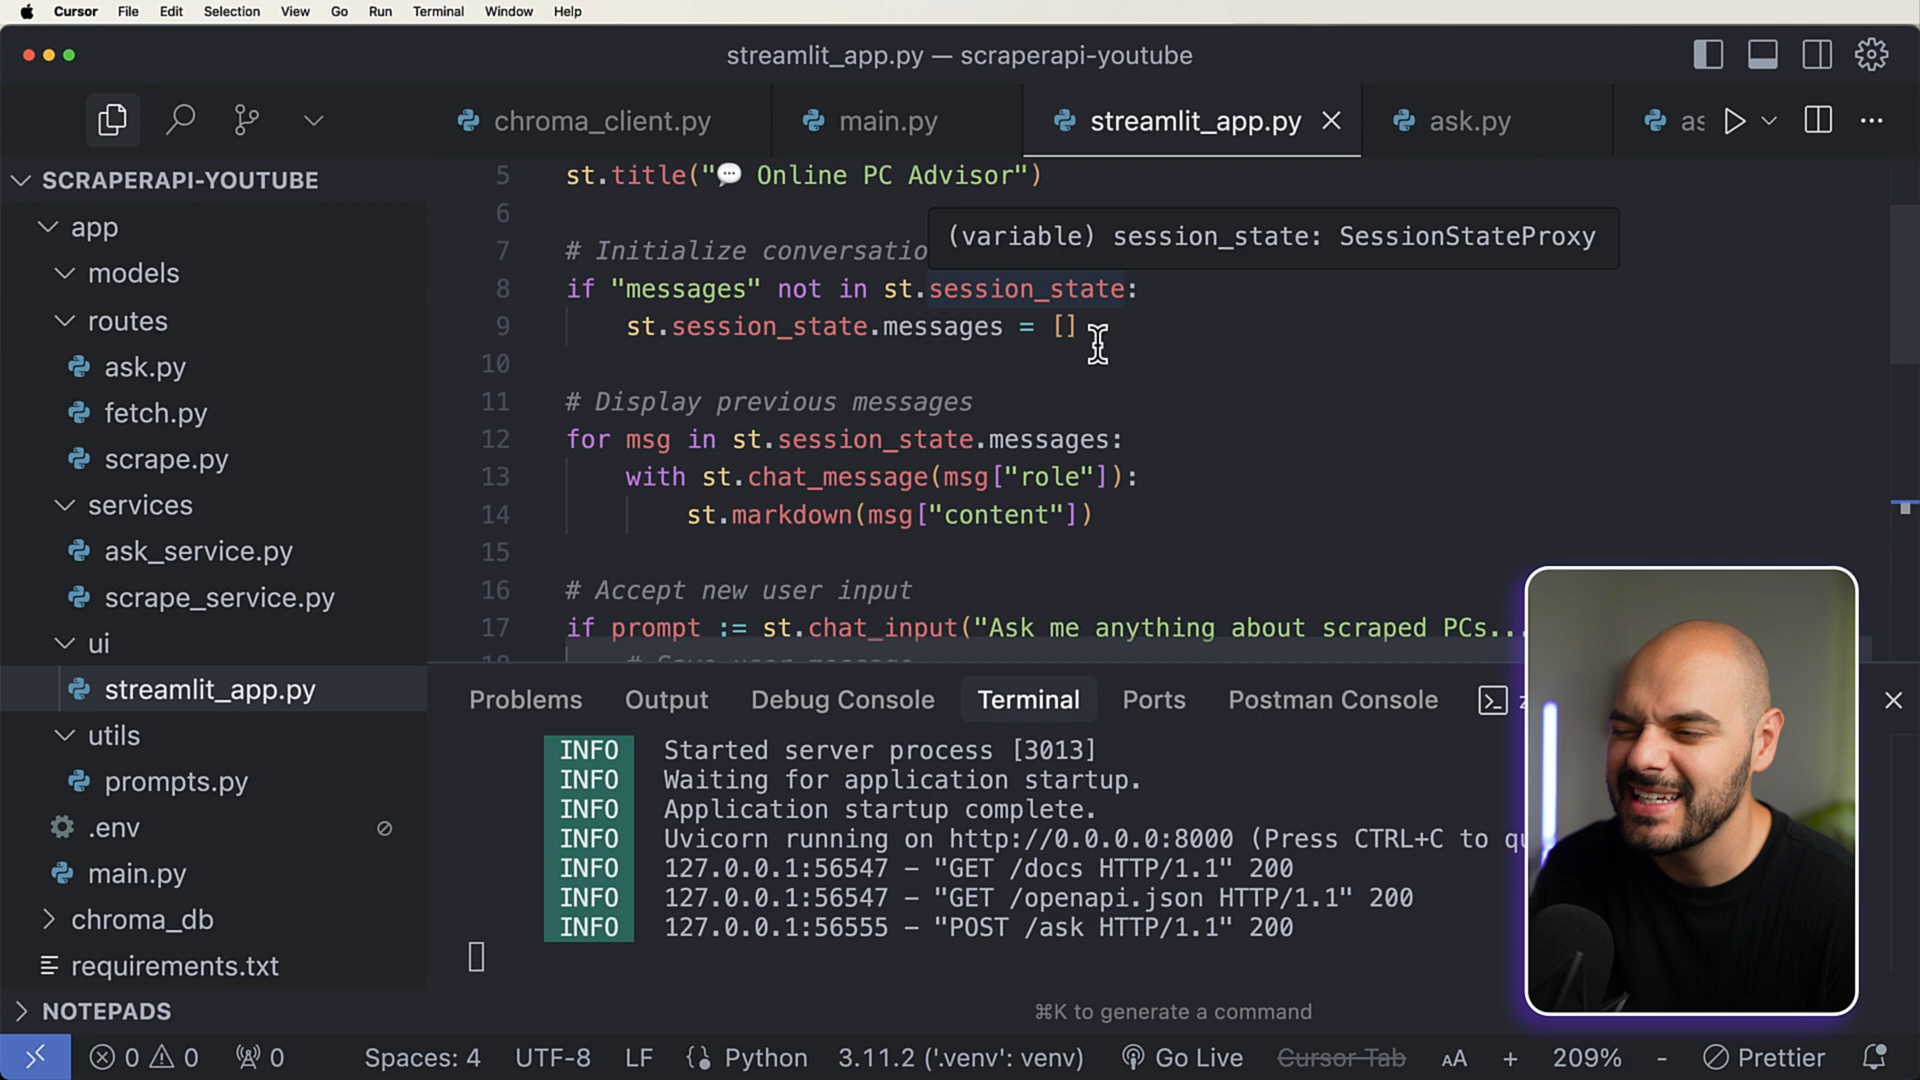 Cursor File Edit Selection View Go Run Terminal Window Help
streamlit_app.py — scraperapi-youtube
chroma_client.py main.py streamlit_app.py ask.py
SCRAPERAPI-YOUTUBE
app
models
routes
ask.py
fetch.py
scrape.py
services
ask_service.py
scrape_service.py
ui
streamlit_app.py
utils
prompts.py
.env
main.py
chroma_db
requirements.txt
NOTEPADS
5 st.title("💬 Online PC Advisor")
6
(variable) session_state: SessionStateProxy
7 # Initialize
8 if "messages" not in st.session_state:
9 st.session_state.messages = []
10
11 # Display previous messages
12 for msg in st.session_state.messages:
13 with st.chat_message(msg["role"]):
14 st.markdown(msg["content"])
15
16 # Accept new user input
17 if prompt := st.chat_input("Ask me anything about scraped PCs...
Problems Output Debug Console Terminal Ports Postman Console
INFO Started server process [3013]
INFO Waiting for application startup.
INFO Application startup complete.
INFO Uvicorn running on http://0.0.0.0:8000 (Press CTRL+C to
INFO 127.0.0.1:56547 – "GET /docs HTTP/1.1" 200
INFO 127.0.0.1:56547 – "GET /openapi.json HTTP/1.1" 200
INFO 127.0.0.1:56555 – "POST /ask HTTP/1.1" 200
⌘K to generate a command
0 0 0 Spaces: 4 UTF-8 LF Python 3.11.2 ('.venv': venv) Go Live Cursor Tab AA + 209% - Prettier